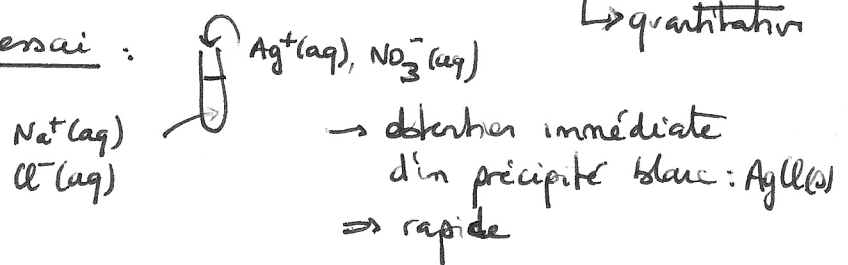 ↳ quantitative
essai :
Ag⁺(aq), NO₃⁻(aq)
Na⁺(aq)
Cl⁻(aq)
→ obtention immédiate
d'un précipité blanc : AgCl(s)
⇒ rapide